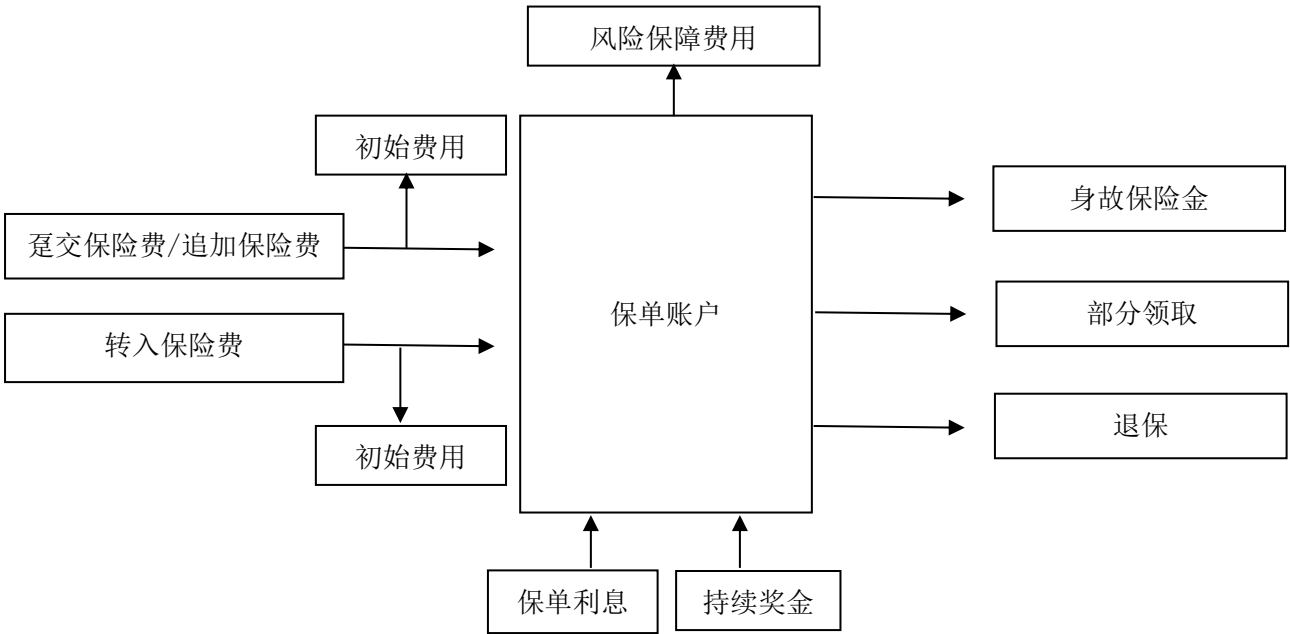 风险保障费用
初始费用
趸交保险费/追加保险费
转入保险费
初始费用
保单账户
身故保险金
部分领取
退保
保单利息
持续奖金